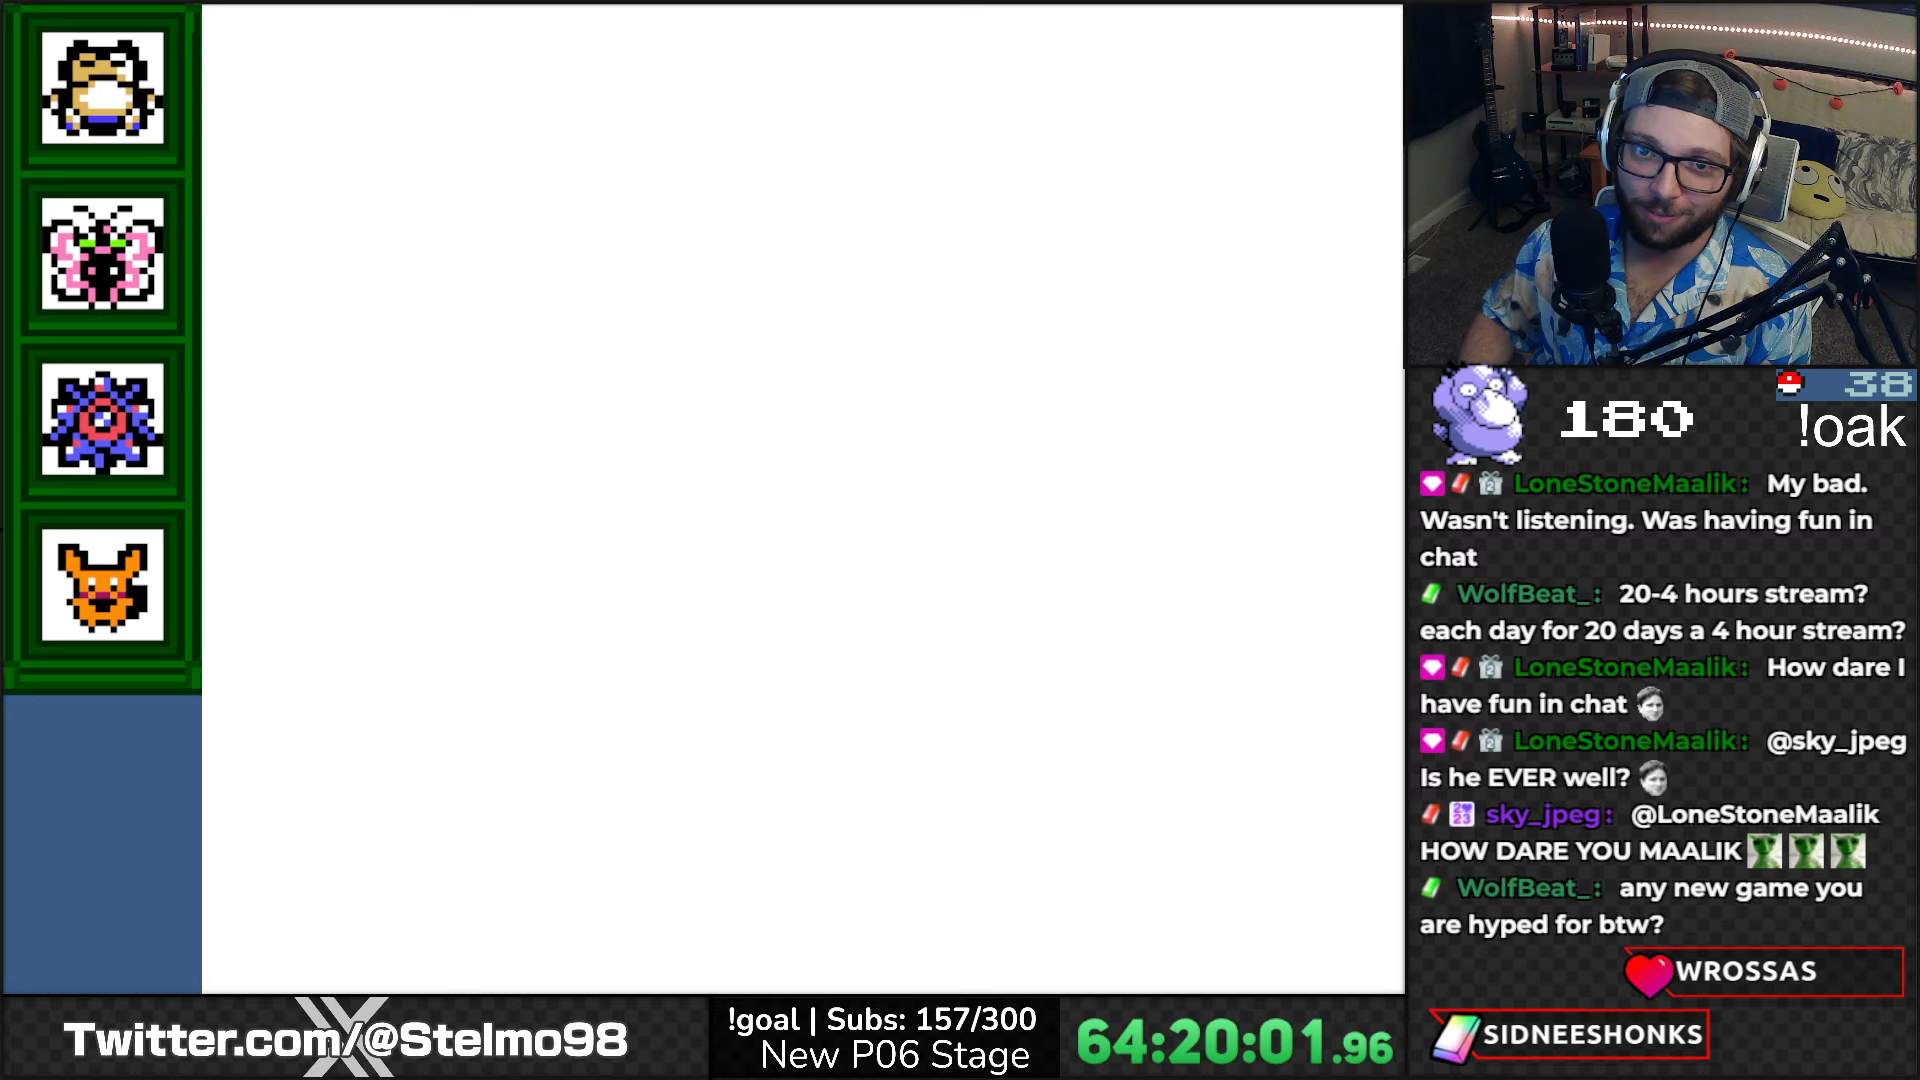 38
180
!oak
LoneStoneMaalik: My bad.
Wasn't listening. Was having fun in
chat
WolfBeat_: 20-4 hours stream?
each day for 20 days a 4 hour stream?
LoneStoneMaalik: How dare I
have fun in chat
LoneStoneMaalik: @sky_jpeg
Is he EVER well?
sky_jpeg: @LoneStoneMaalik
HOW DARE YOU MAALIK
WolfBeat_: any new game you
are hyped for btw?
WROSSAS
SIDNEESHONKS
Twitter.com/@Stelmo98
!goal | Subs: 157/300
New P06 Stage
64:20:01.96